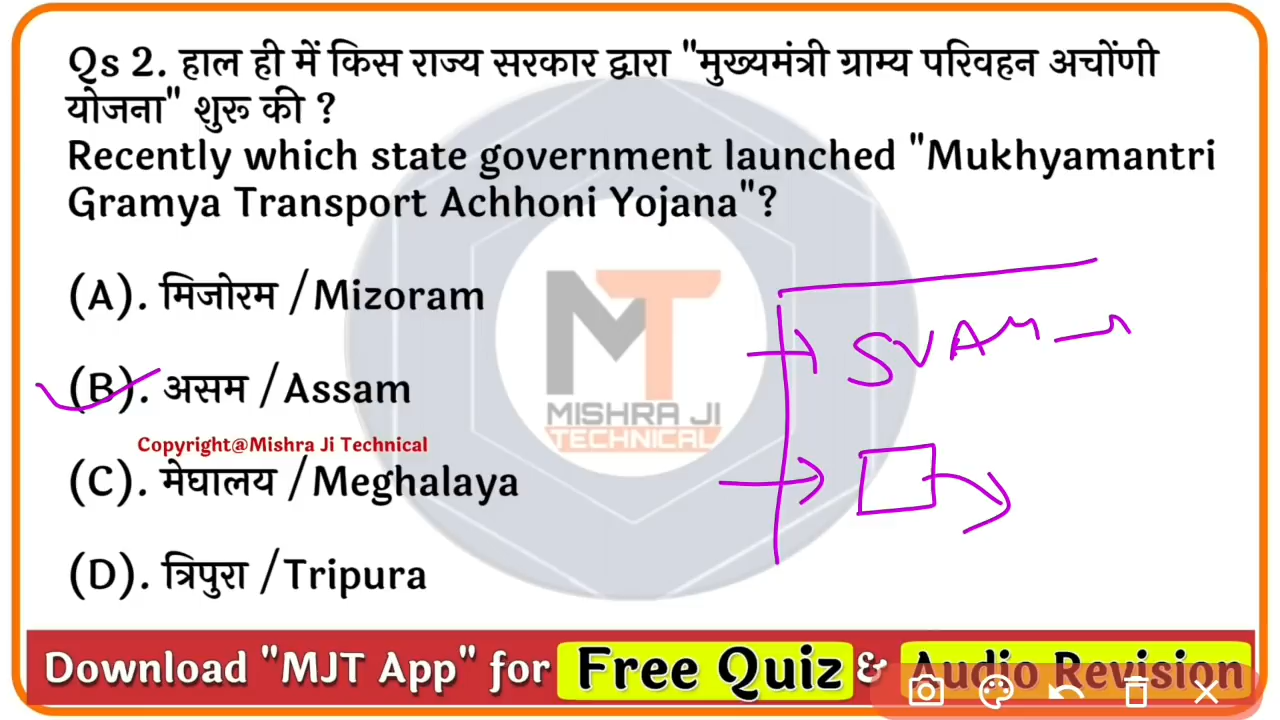 Qs 2. हाल ही में किस राज्य सरकार द्वारा "मुख्यमंत्री ग्राम्य परिवहन अचोंणी
योजना" शुरू की ?
Recently which state government launched "Mukhyamantri
Gramya Transport Achhoni Yojana"?
(A). मिजोरम /Mizoram
(B). असम /Assam
Copyright@Mishra Ji Technical
(C). मेघालय /Meghalaya
(D). त्रिपुरा /Tripura
SVAM
MT
MISHRA JI
TECHNICAL
Download "MJT App" for Free Quiz & Audio Revision